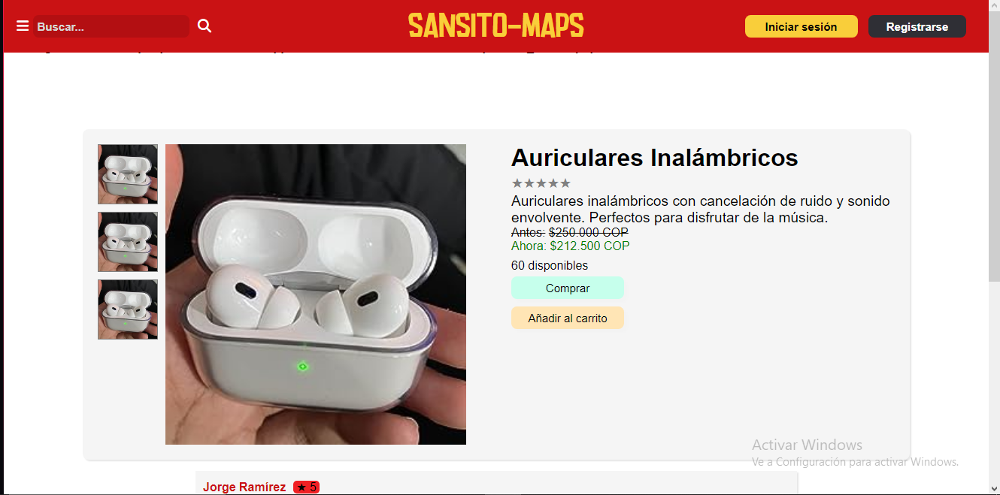 Buscar...
SANSITO-MAPS
Iniciar sesión
Registrarse
Auriculares Inalámbricos
★★★★★
Auriculares inalámbricos con cancelación de ruido y sonido
envolvente. Perfectos para disfrutar de la música.
Antes: $250.000 COP
Ahora: $212.500 COP
60 disponibles
Comprar
Añadir al carrito
Activar Windows
Ve a Configuración para activar Windows.
Jorge Ramírez ★ 5